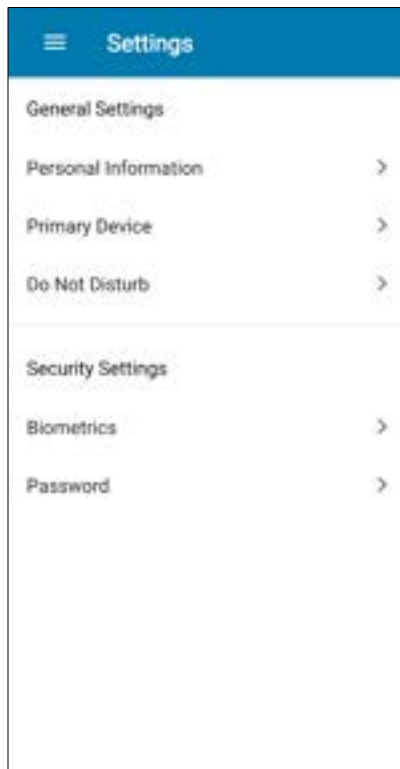 Settings
General Settings
Personal Information
Primary Device
Do Not Disturb
Security Settings
Biometrics
Password